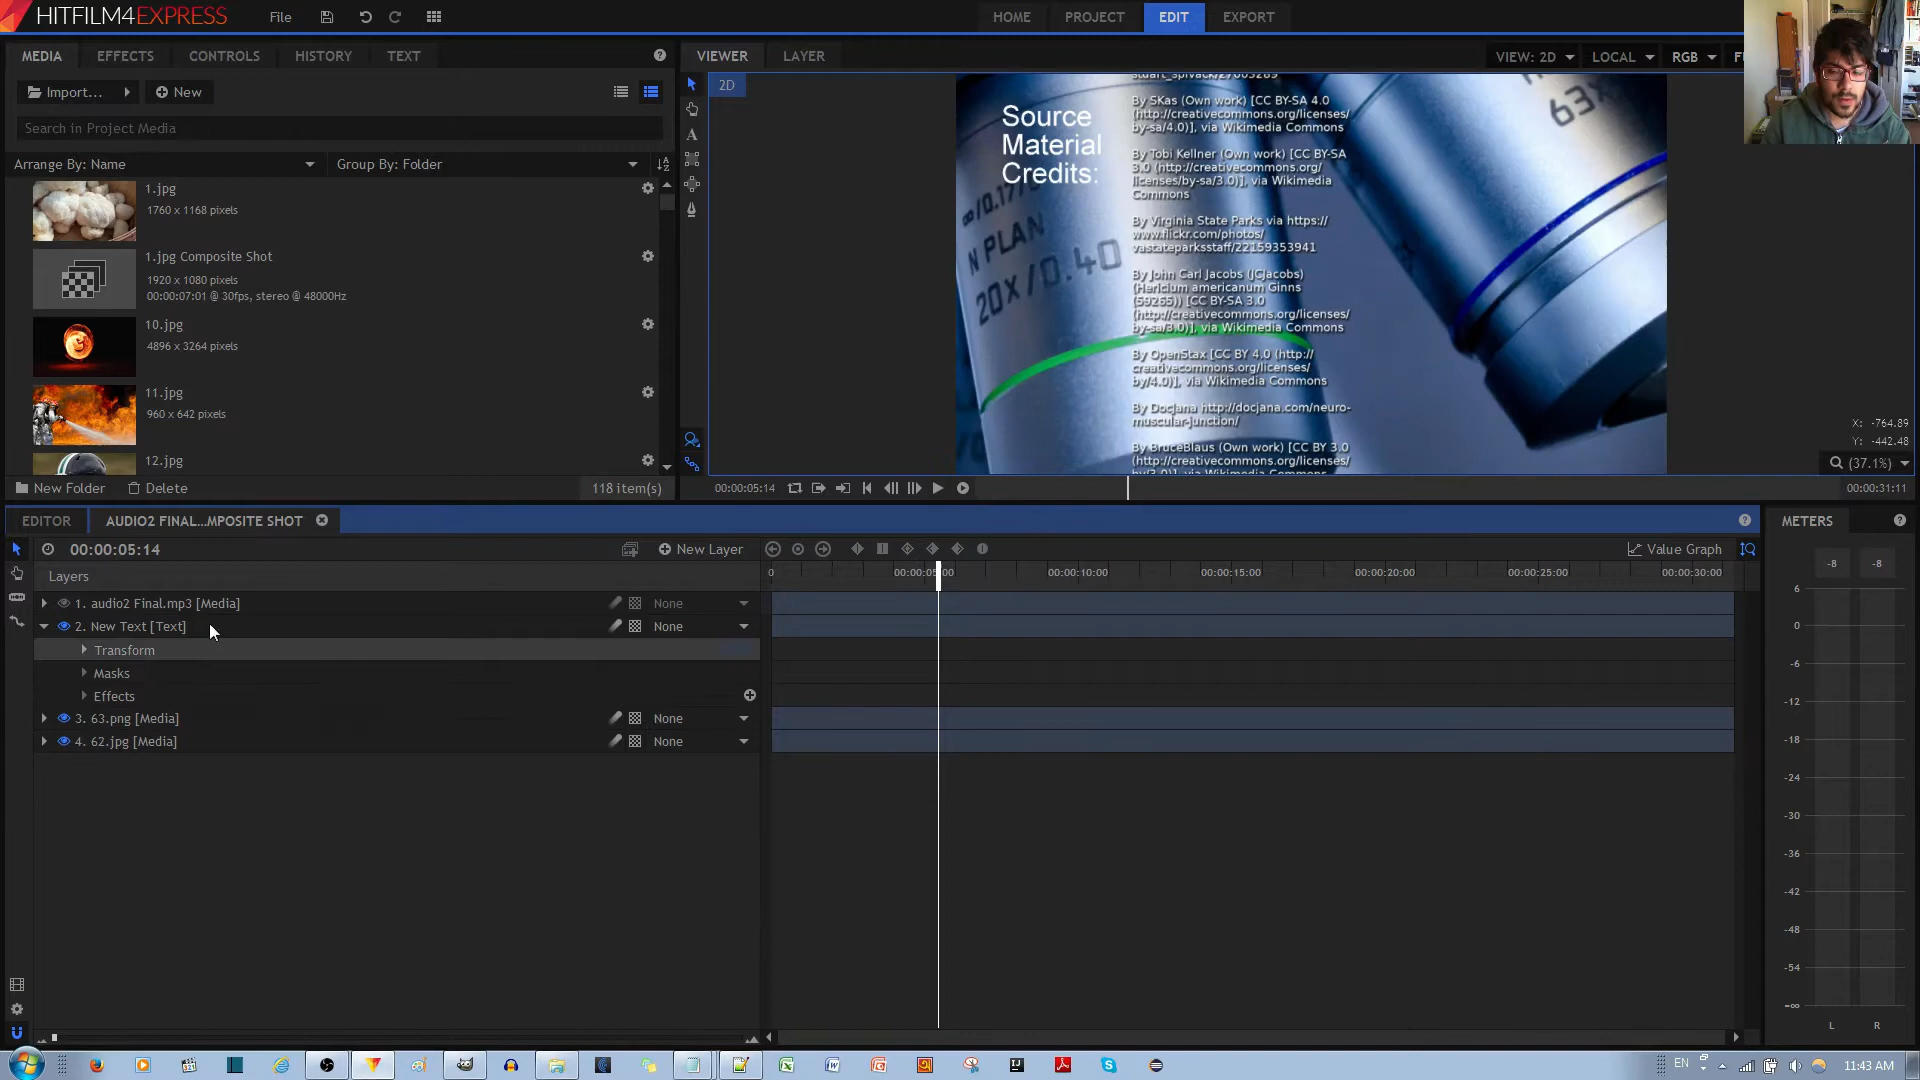 HITFILM4EXPRESS
File
HOME
PROJECT
EDIT
EXPORT
MEDIA
EFFECTS
CONTROLS
HISTORY
TEXT
Import...
New
Search in Project Media
Arrange By: Name
Group By: Folder
1.jpg
1760 x 1168 pixels
1.jpg Composite Shot
1920 x 1080 pixels
00:00:07:01 @ 30fps, stereo @ 48000Hz
10.jpg
4896 x 3264 pixels
11.jpg
960 x 642 pixels
12.jpg
New Folder
Delete
118 item(s)
VIEWER
LAYER
VIEW: 2D
LOCAL
RGB
2D
Source
Material
Credits:
By SKas (Own work) [CC BY-SA 4.0
(http://creativecommons.org/licenses/
by-sa/4.0)], via Wikimedia Commons
By Tobi Kellner (Own work) [CC BY-SA
3.0 (http://creativecommons.org/
licenses/by-sa/3.0)], via Wikimedia
Commons
By Virginia State Parks via https://
www.flickr.com/photos/
vastateparksstaff/22159353941
By John Carl Jacobs (JCJacobs)
(Hericium americanum Ginns
(59265)) [CC BY-SA 3.0
(http://creativecommons.org/licenses/
by-sa/3.0)], via Wikimedia Commons
By OpenStax [CC BY 4.0 (http://
creativecommons.org/licenses/
by/4.0)], via Wikimedia Commons
By Docjana http://docjana.com/neuro-
muscular-junction/
By BruceBlaus (Own work) [CC BY 3.0
(http://creativecommons.org/licenses/
∞/0.17
N PLAN
20X/0.40
63x
X: -764.89
Y: -442.48
(37.1%)
00:00:05:14
00:00:31:11
EDITOR
AUDIO2 FINAL...MPOSITE SHOT
METERS
00:00:05:14
New Layer
Value Graph
-8 -8
Layers
0
00:00:05:00
00:00:10:00
00:00:15:00
00:00:20:00
00:00:25:00
00:00:30:00
1. audio2 Final.mp3 [Media]
None
2. New Text [Text]
None
Transform
Masks
Effects
3. 63.png [Media]
None
4. 62.jpg [Media]
None
6
0
-6
-12
-18
-24
-30
-36
-42
-48
-54
-∞
L R
EN
11:43 AM